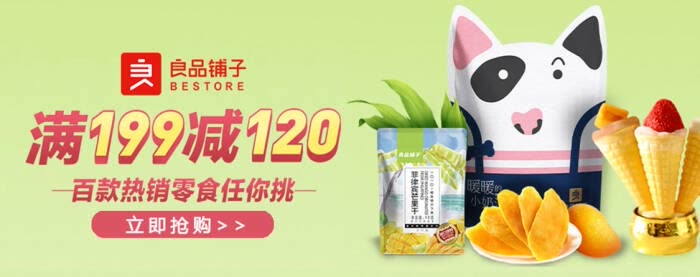 良品铺子
BESTORE
满199减120
百款热销零食任你挑
立即抢购>>
良品铺子
菲律宾芒果干
暖暖的
小奶